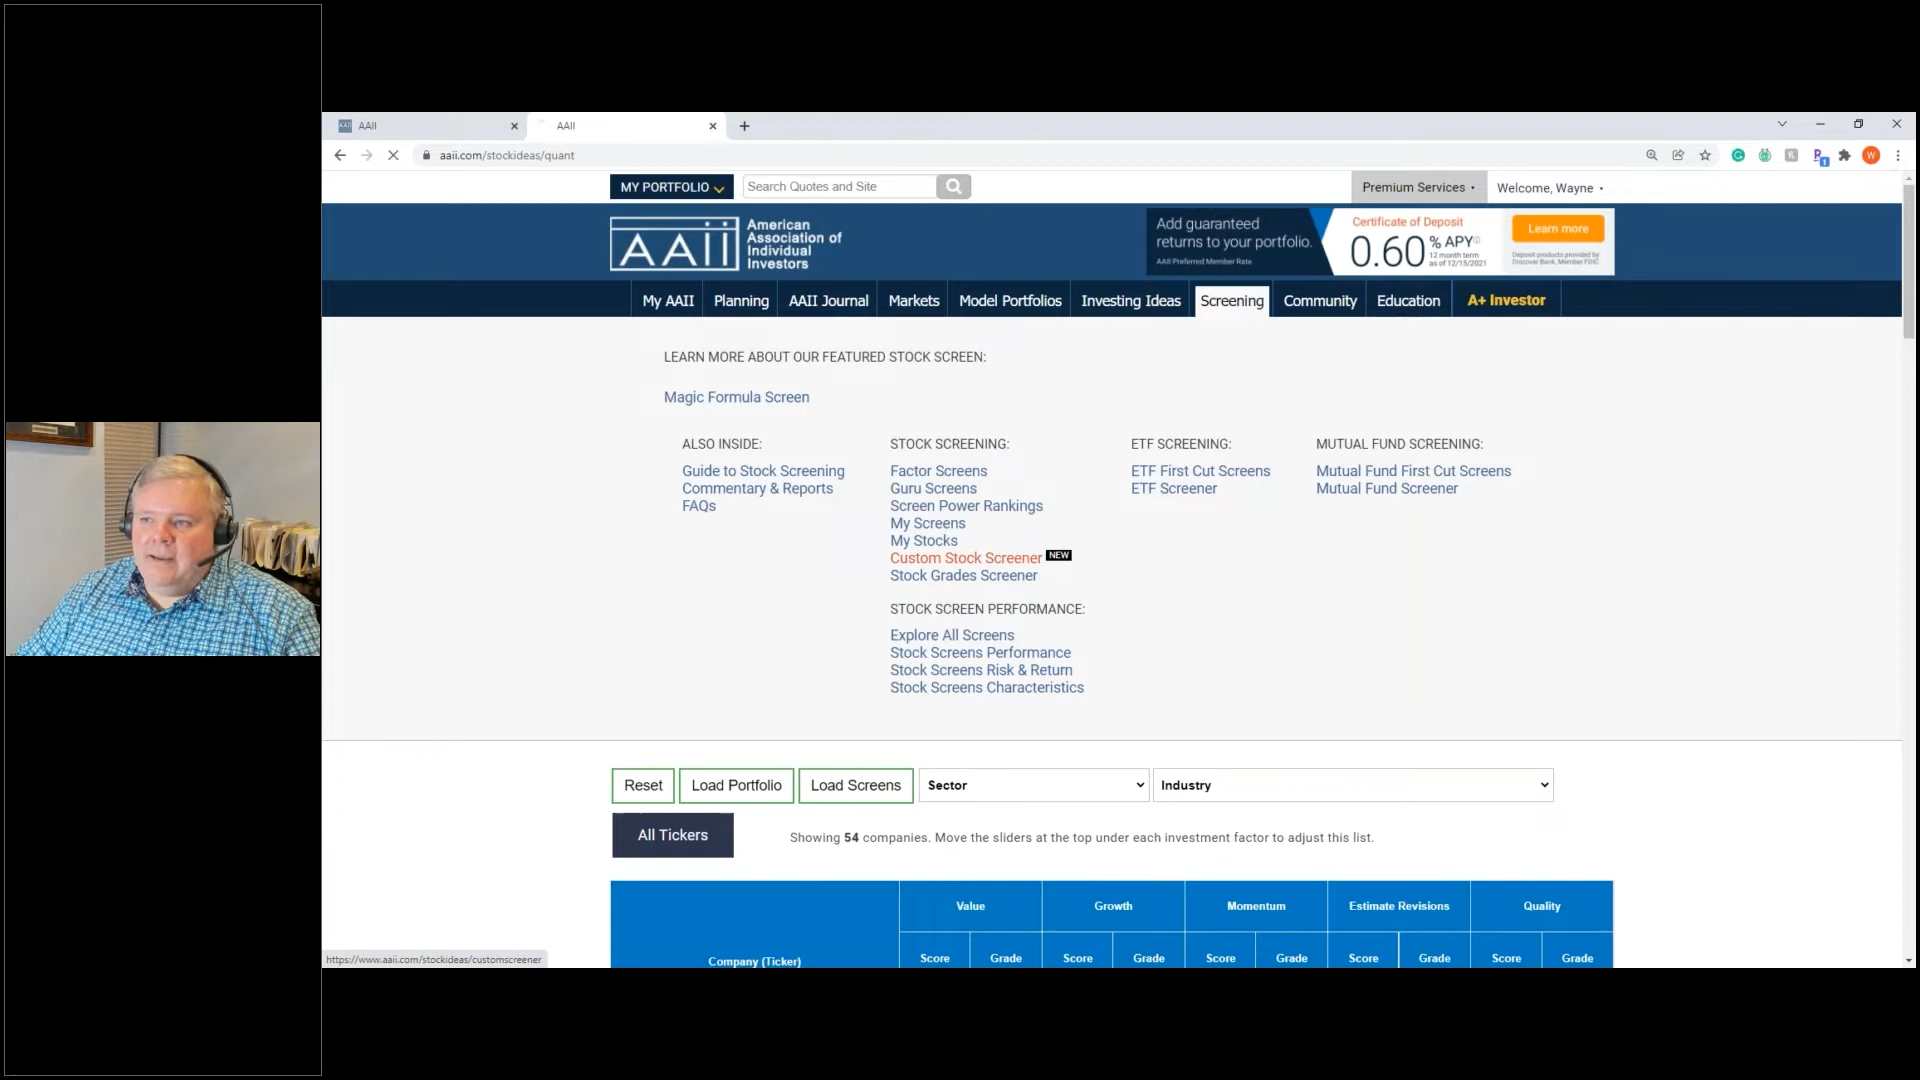 AAII
AAII
aaii.com/stockideas/quant
MY PORTFOLIO
Search Quotes and Site
Premium Services
Welcome, Wayne
AAii
American
Association of
Individual
Investors
Add guaranteed
returns to your portfolio.
AAII Preferred Member Rate
Certificate of Deposit
0.60 % APY
12 month term
as of 12/15/2021
Learn more
Deposit products provided by
Discover Bank, Member FDIC
My AAII
Planning
AAII Journal
Markets
Model Portfolios
Investing Ideas
Screening
Community
Education
A+ Investor
LEARN MORE ABOUT OUR FEATURED STOCK SCREEN:
Magic Formula Screen
ALSO INSIDE:
Guide to Stock Screening
Commentary & Reports
FAQs
STOCK SCREENING:
Factor Screens
Guru Screens
Screen Power Rankings
My Screens
My Stocks
Custom Stock Screener NEW
Stock Grades Screener
STOCK SCREEN PERFORMANCE:
Explore All Screens
Stock Screens Performance
Stock Screens Risk & Return
Stock Screens Characteristics
ETF SCREENING:
ETF First Cut Screens
ETF Screener
MUTUAL FUND SCREENING:
Mutual Fund First Cut Screens
Mutual Fund Screener
Reset
Load Portfolio
Load Screens
Sector
Industry
All Tickers
Showing 54 companies. Move the sliders at the top under each investment factor to adjust this list.
Value
Growth
Momentum
Estimate Revisions
Quality
Company (Ticker)
Score Grade Score Grade Score Grade Score Grade Score Grade
https://www.aaii.com/stockideas/customscreener